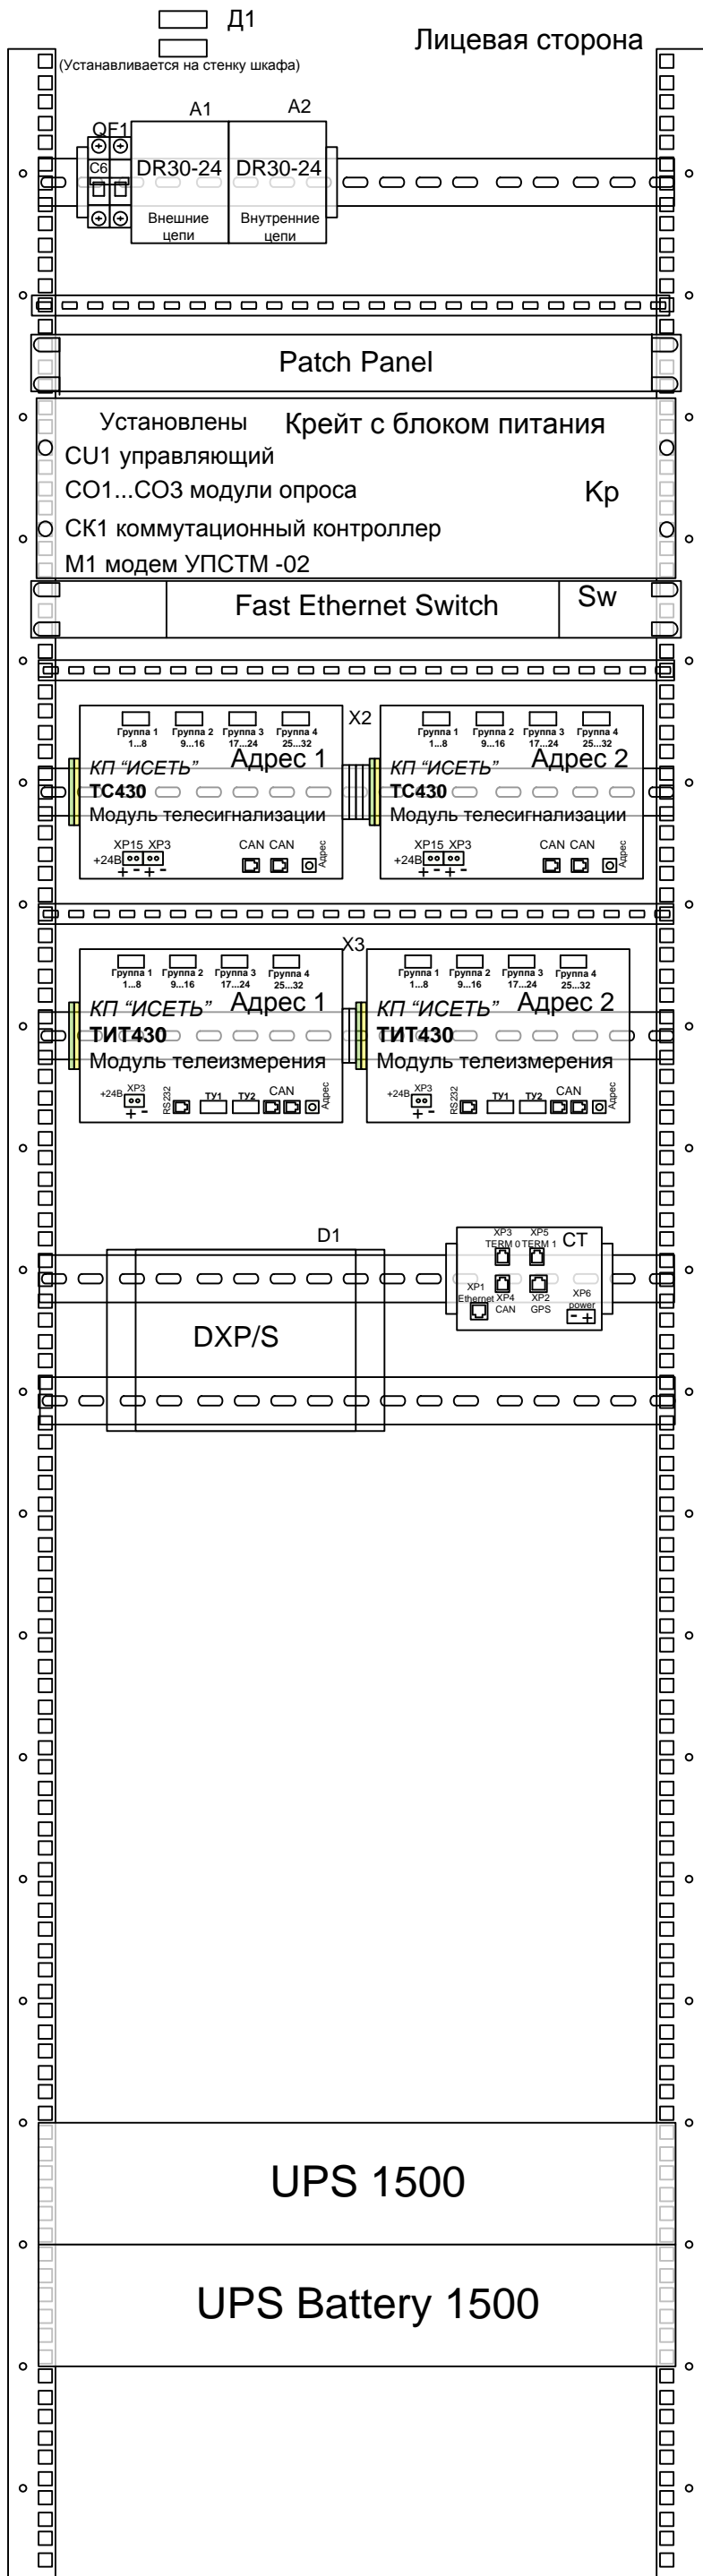 Д1
Лицевая сторона
(Устанавливается на стенку шкафа)
A1
A2
QF1
C6
DR30-24
DR30-24
Внешние
цепи
Внутренние
цепи
Patch Panel
Установлены
Крейт с блоком питания
CU1 управляющий
СО1...СО3 модули опроса
Кр
СК1 коммутационный контроллер
М1 модем УПСТМ -02
Fast Ethernet Switch
Sw
X2
Группа 1
1...8
Группа 2
9...16
Группа 3
17...24
Группа 4
25...32
Адрес 1
КП “ИСЕТЬ”
ТС430
Модуль телесигнализации
XP15 XP3
+24В
+ - + -
CAN CAN
Адрес
Группа 1
1...8
Группа 2
9...16
Группа 3
17...24
Группа 4
25...32
Адрес 2
КП “ИСЕТЬ”
ТС430
Модуль телесигнализации
XP15 XP3
+24В
+ - + -
CAN CAN
Адрес
X3
Группа 1
1...8
Группа 2
9...16
Группа 3
17...24
Группа 4
25...32
Адрес 1
КП “ИСЕТЬ”
ТИТ430
Модуль телеизмерения
+24В
XP3
+ -
RS232
ТУ1
ТУ2
CAN
Адрес
Группа 1
1...8
Группа 2
9...16
Группа 3
17...24
Группа 4
25...32
Адрес 2
КП “ИСЕТЬ”
ТИТ430
Модуль телеизмерения
+24В
XP3
+ -
RS232
ТУ1
ТУ2
CAN
Адрес
D1
DXP/S
XP3
TERM 0
XP5
TERM 1
СТ
XP1
Ethernet
XP4
CAN
XP2
GPS
XP6
power
- +
UPS 1500
UPS Battery 1500